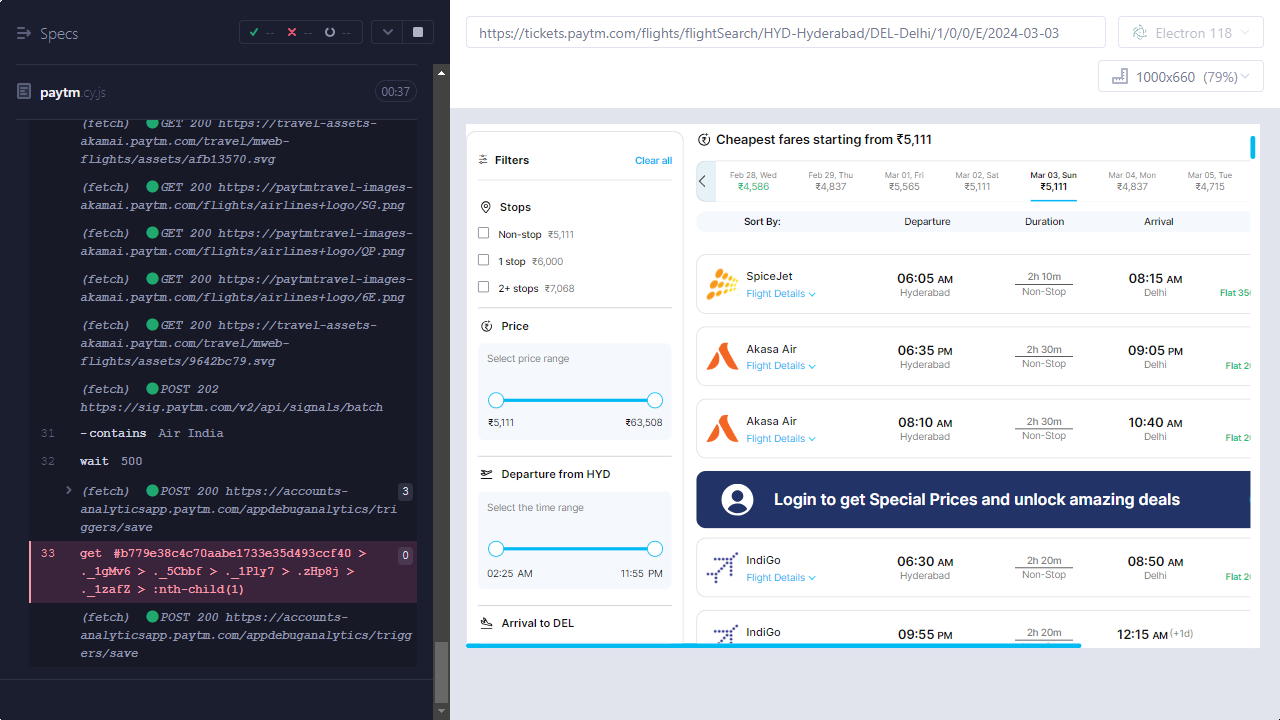 Specs
-- -- --
paytm.cy.js
00:37
(fetch) GET 200 https://travel-assets-
akamai.paytm.com/travel/mweb-
flights/assets/afb13570.svg
(fetch) GET 200 https://paytmtravel-images-
akamai.paytm.com/flights/airlines+logo/SG.png
(fetch) GET 200 https://paytmtravel-images-
akamai.paytm.com/flights/airlines+logo/QP.png
(fetch) GET 200 https://paytmtravel-images-
akamai.paytm.com/flights/airlines+logo/6E.png
(fetch) GET 200 https://travel-assets-
akamai.paytm.com/travel/mweb-
flights/assets/9642bc79.svg
(fetch) POST 202
https://sig.paytm.com/v2/api/signals/batch
31 -contains Air India
32 wait 500
(fetch) POST 200 https://accounts- 3
analyticsapp.paytm.com/appdebuganalytics/tri
ggers/save
33 get #b779e38c4c70aabe1733e35d493ccf40 > 0
._1gMv6 > ._5Cbbf > ._1Ply7 > .zHp8j >
._1zafZ > :nth-child(1)
(fetch) POST 200 https://accounts-
analyticsapp.paytm.com/appdebuganalytics/trigg
ers/save
https://tickets.paytm.com/flights/flightSearch/HYD-Hyderabad/DEL-Delhi/1/0/0/E/2024-03-03
Electron 118
1000x660 (79%)
Filters Clear all
Stops
Non-stop ₹5,111
1 stop ₹6,000
2+ stops ₹7,068
Price
Select price range
₹5,111 ₹63,508
Departure from HYD
Select the time range
02:25 AM 11:55 PM
Arrival to DEL
Cheapest fares starting from ₹5,111
Feb 28, Wed Feb 29, Thu Mar 01, Fri Mar 02, Sat Mar 03, Sun Mar 04, Mon Mar 05, Tue
₹4,586 ₹4,837 ₹5,565 ₹5,111 ₹5,111 ₹4,837 ₹4,715
Sort By: Departure Duration Arrival
SpiceJet 06:05 AM 2h 10m 08:15 AM
Flight Details Hyderabad Non-Stop Delhi Flat 35
Akasa Air 06:35 PM 2h 30m 09:05 PM
Flight Details Hyderabad Non-Stop Delhi Flat 2
Akasa Air 08:10 AM 2h 30m 10:40 AM
Flight Details Hyderabad Non-Stop Delhi Flat 2
Login to get Special Prices and unlock amazing deals
IndiGo 06:30 AM 2h 20m 08:50 AM
Flight Details Hyderabad Non-Stop Delhi Flat 2
IndiGo 09:55 PM 2h 20m 12:15 AM (+1d)